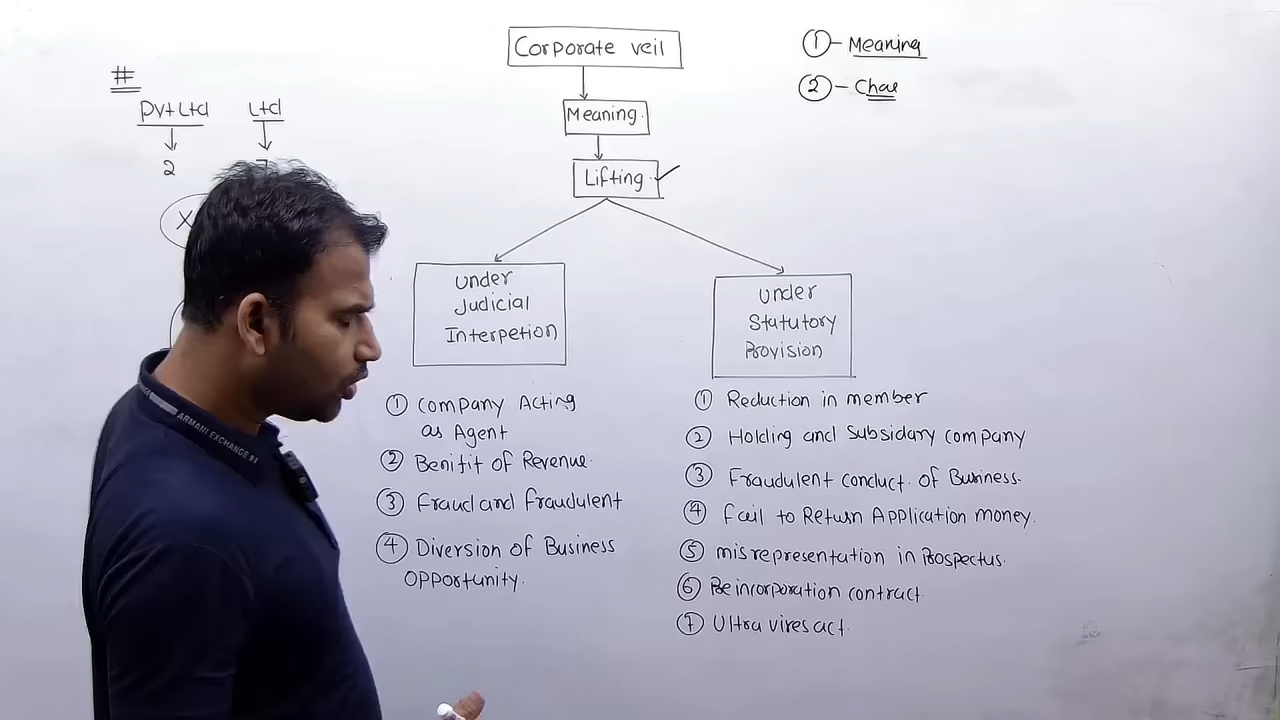 Corporate veil
Meaning.
Lifting.
① - Meaning
② - Char
#
Pvt Ltd
Ltd
2
7
X
Under
Judicial
Interpetion
① Company Acting
as Agent
② Benifit of Revenue.
③ Fraud and fraudulent
④ Diversion of Business
opportunity.
Under
Statutory
Provision
① Reduction in member
② Holding and Subsidary company
③ Fraudulent conduct. of Business.
④ Fail to Return Application money.
⑤ misrepresentation in Prospectus.
⑥ Preincorporation contract.
⑦ Ultra vires act.
ARMANI EXCHANGE